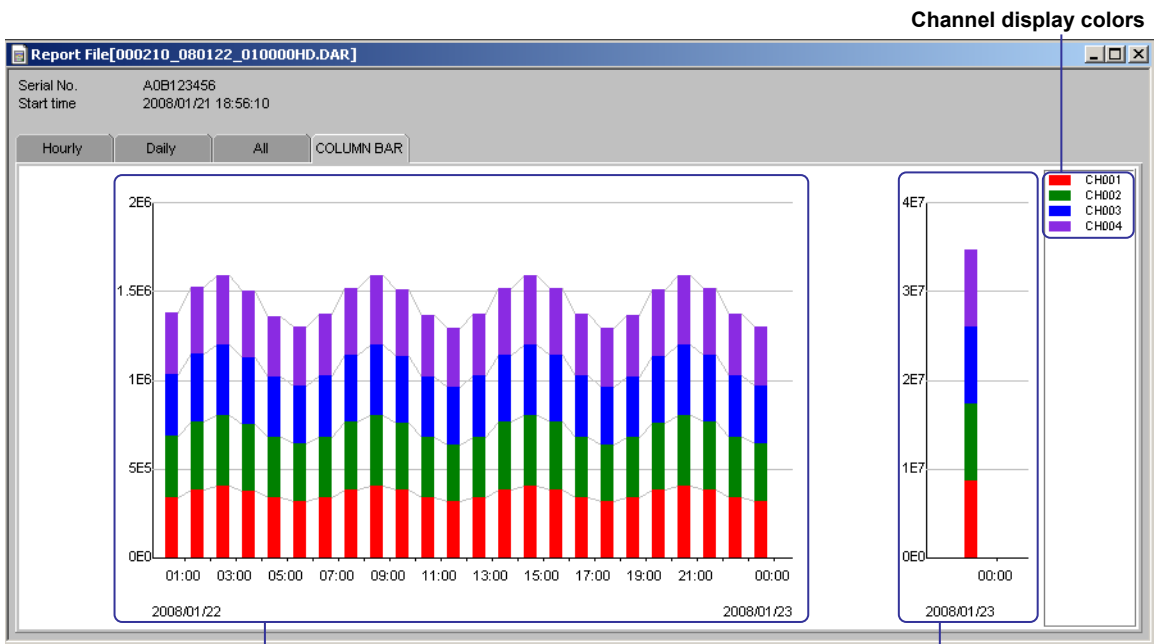 Channel display colors
Report File[000210_080122_010000HD.DAR]
Serial No. A0B123456
Start time 2008/01/21 18:56:10
Hourly Daily All COLUMN BAR
CH001
CH002
CH003
CH004
2E6
1.5E6
1E6
5E5
0E0
01:00 03:00 05:00 07:00 09:00 11:00 13:00 15:00 17:00 19:00 21:00 00:00
2008/01/22 2008/01/23
4E7
3E7
2E7
1E7
0E0
00:00
2008/01/23